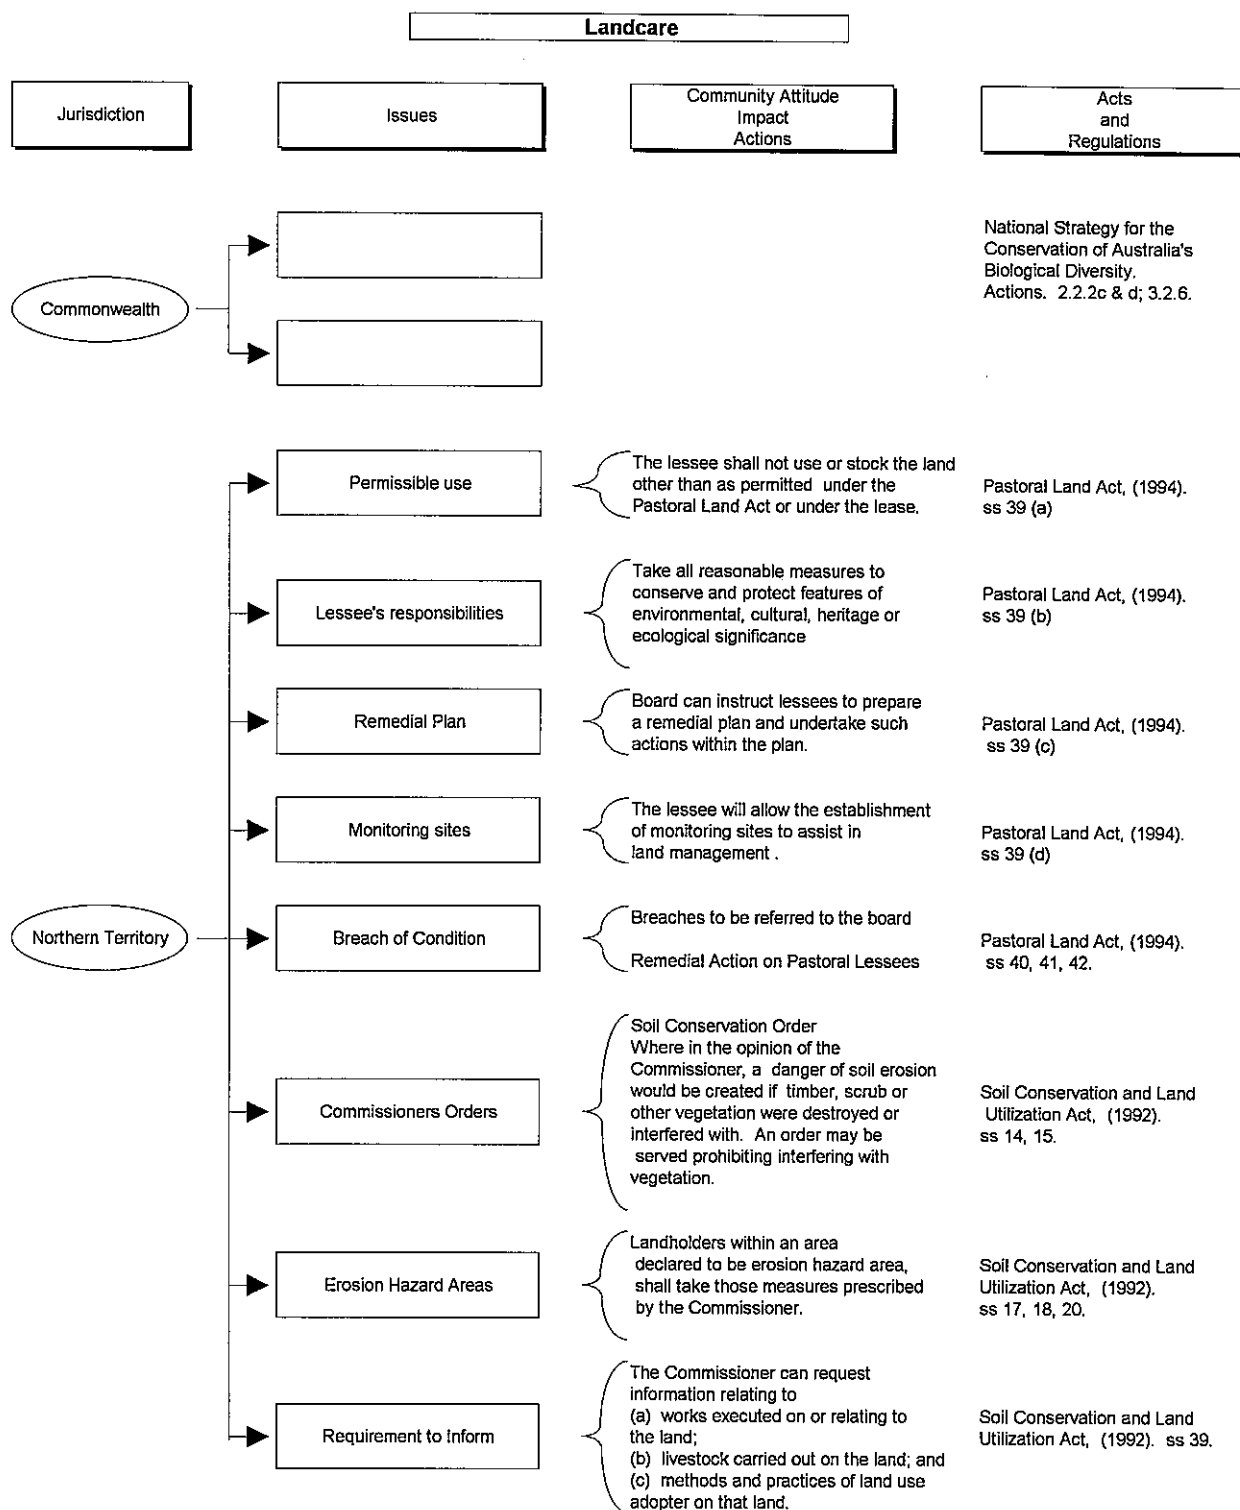 Landcare
Jurisdiction
Issues
Community Attitude
Impact
Actions
Acts
and
Regulations
Commonwealth
National Strategy for the
Conservation of Australia's
Biological Diversity.
Actions. 2.2.2c & d; 3.2.6.
Northern Territory
Permissible use
The lessee shall not use or stock the land
other than as permitted under the
Pastoral Land Act or under the lease.
Pastoral Land Act, (1994).
ss 39 (a)
Lessee's responsibilities
Take all reasonable measures to
conserve and protect features of
environmental, cultural, heritage or
ecological significance
Pastoral Land Act, (1994).
ss 39 (b)
Remedial Plan
Board can instruct lessees to prepare
a remedial plan and undertake such
actions within the plan.
Pastoral Land Act, (1994).
ss 39 (c)
Monitoring sites
The lessee will allow the establishment
of monitoring sites to assist in
land management .
Pastoral Land Act, (1994).
ss 39 (d)
Breach of Condition
Breaches to be referred to the board
Remedial Action on Pastoral Lessees
Pastoral Land Act, (1994).
ss 40, 41, 42.
Commissioners Orders
Soil Conservation Order
Where in the opinion of the
Commissioner, a danger of soil erosion
would be created if timber, scrub or
other vegetation were destroyed or
interfered with. An order may be
served prohibiting interfering with
vegetation.
Soil Conservation and Land
Utilization Act, (1992).
ss 14, 15.
Erosion Hazard Areas
Landholders within an area
declared to be erosion hazard area,
shall take those measures prescribed
by the Commissioner.
Soil Conservation and Land
Utilization Act, (1992).
ss 17, 18, 20.
Requirement to Inform
The Commissioner can request
information relating to
(a) works executed on or relating to
the land;
(b) livestock carried out on the land; and
(c) methods and practices of land use
adopter on that land.
Soil Conservation and Land
Utilization Act, (1992). ss 39.